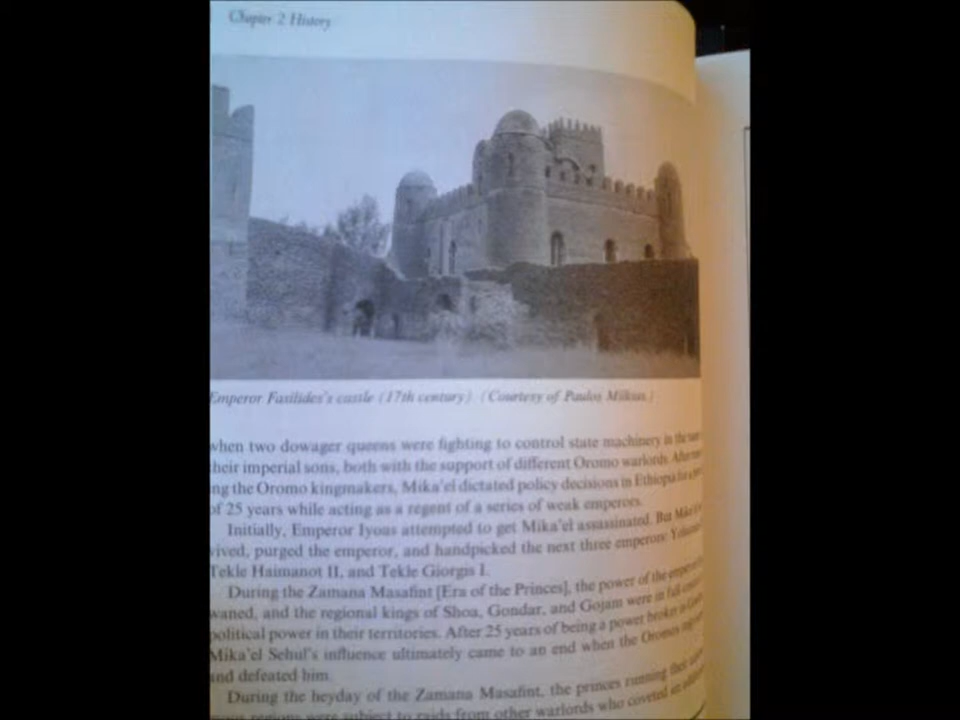 Chapter 2 History
Emperor Fasilides's castle (17th century). (Courtesy of Paulos Milkias.)
when two dowager queens were fighting to control state machinery in the
their imperial sons, both with the support of different Oromo warlords. After
ing the Oromo kingmakers, Mika'el dictated policy decisions in Ethiopia for a
of 25 years while acting as a regent of a series of weak emperors.
Initially, Emperor Iyoas attempted to get Mika'el assassinated. But
vived, purged the emperor, and handpicked the next three emperors:
Tekle Haimanot II, and Tekle Giorgis I.
During the Zamana Masafint [Era of the Princes], the power of the
waned, and the regional kings of Shoa, Gondar, and Gojam were in full
political power in their territories. After 25 years of being a power broker in
Mika'el Sehul's influence ultimately came to an end when the Oromos
and defeated him.
During the heyday of the Zamana Masafint, the princes running their
regions were subject to raids from other warlords who coveted